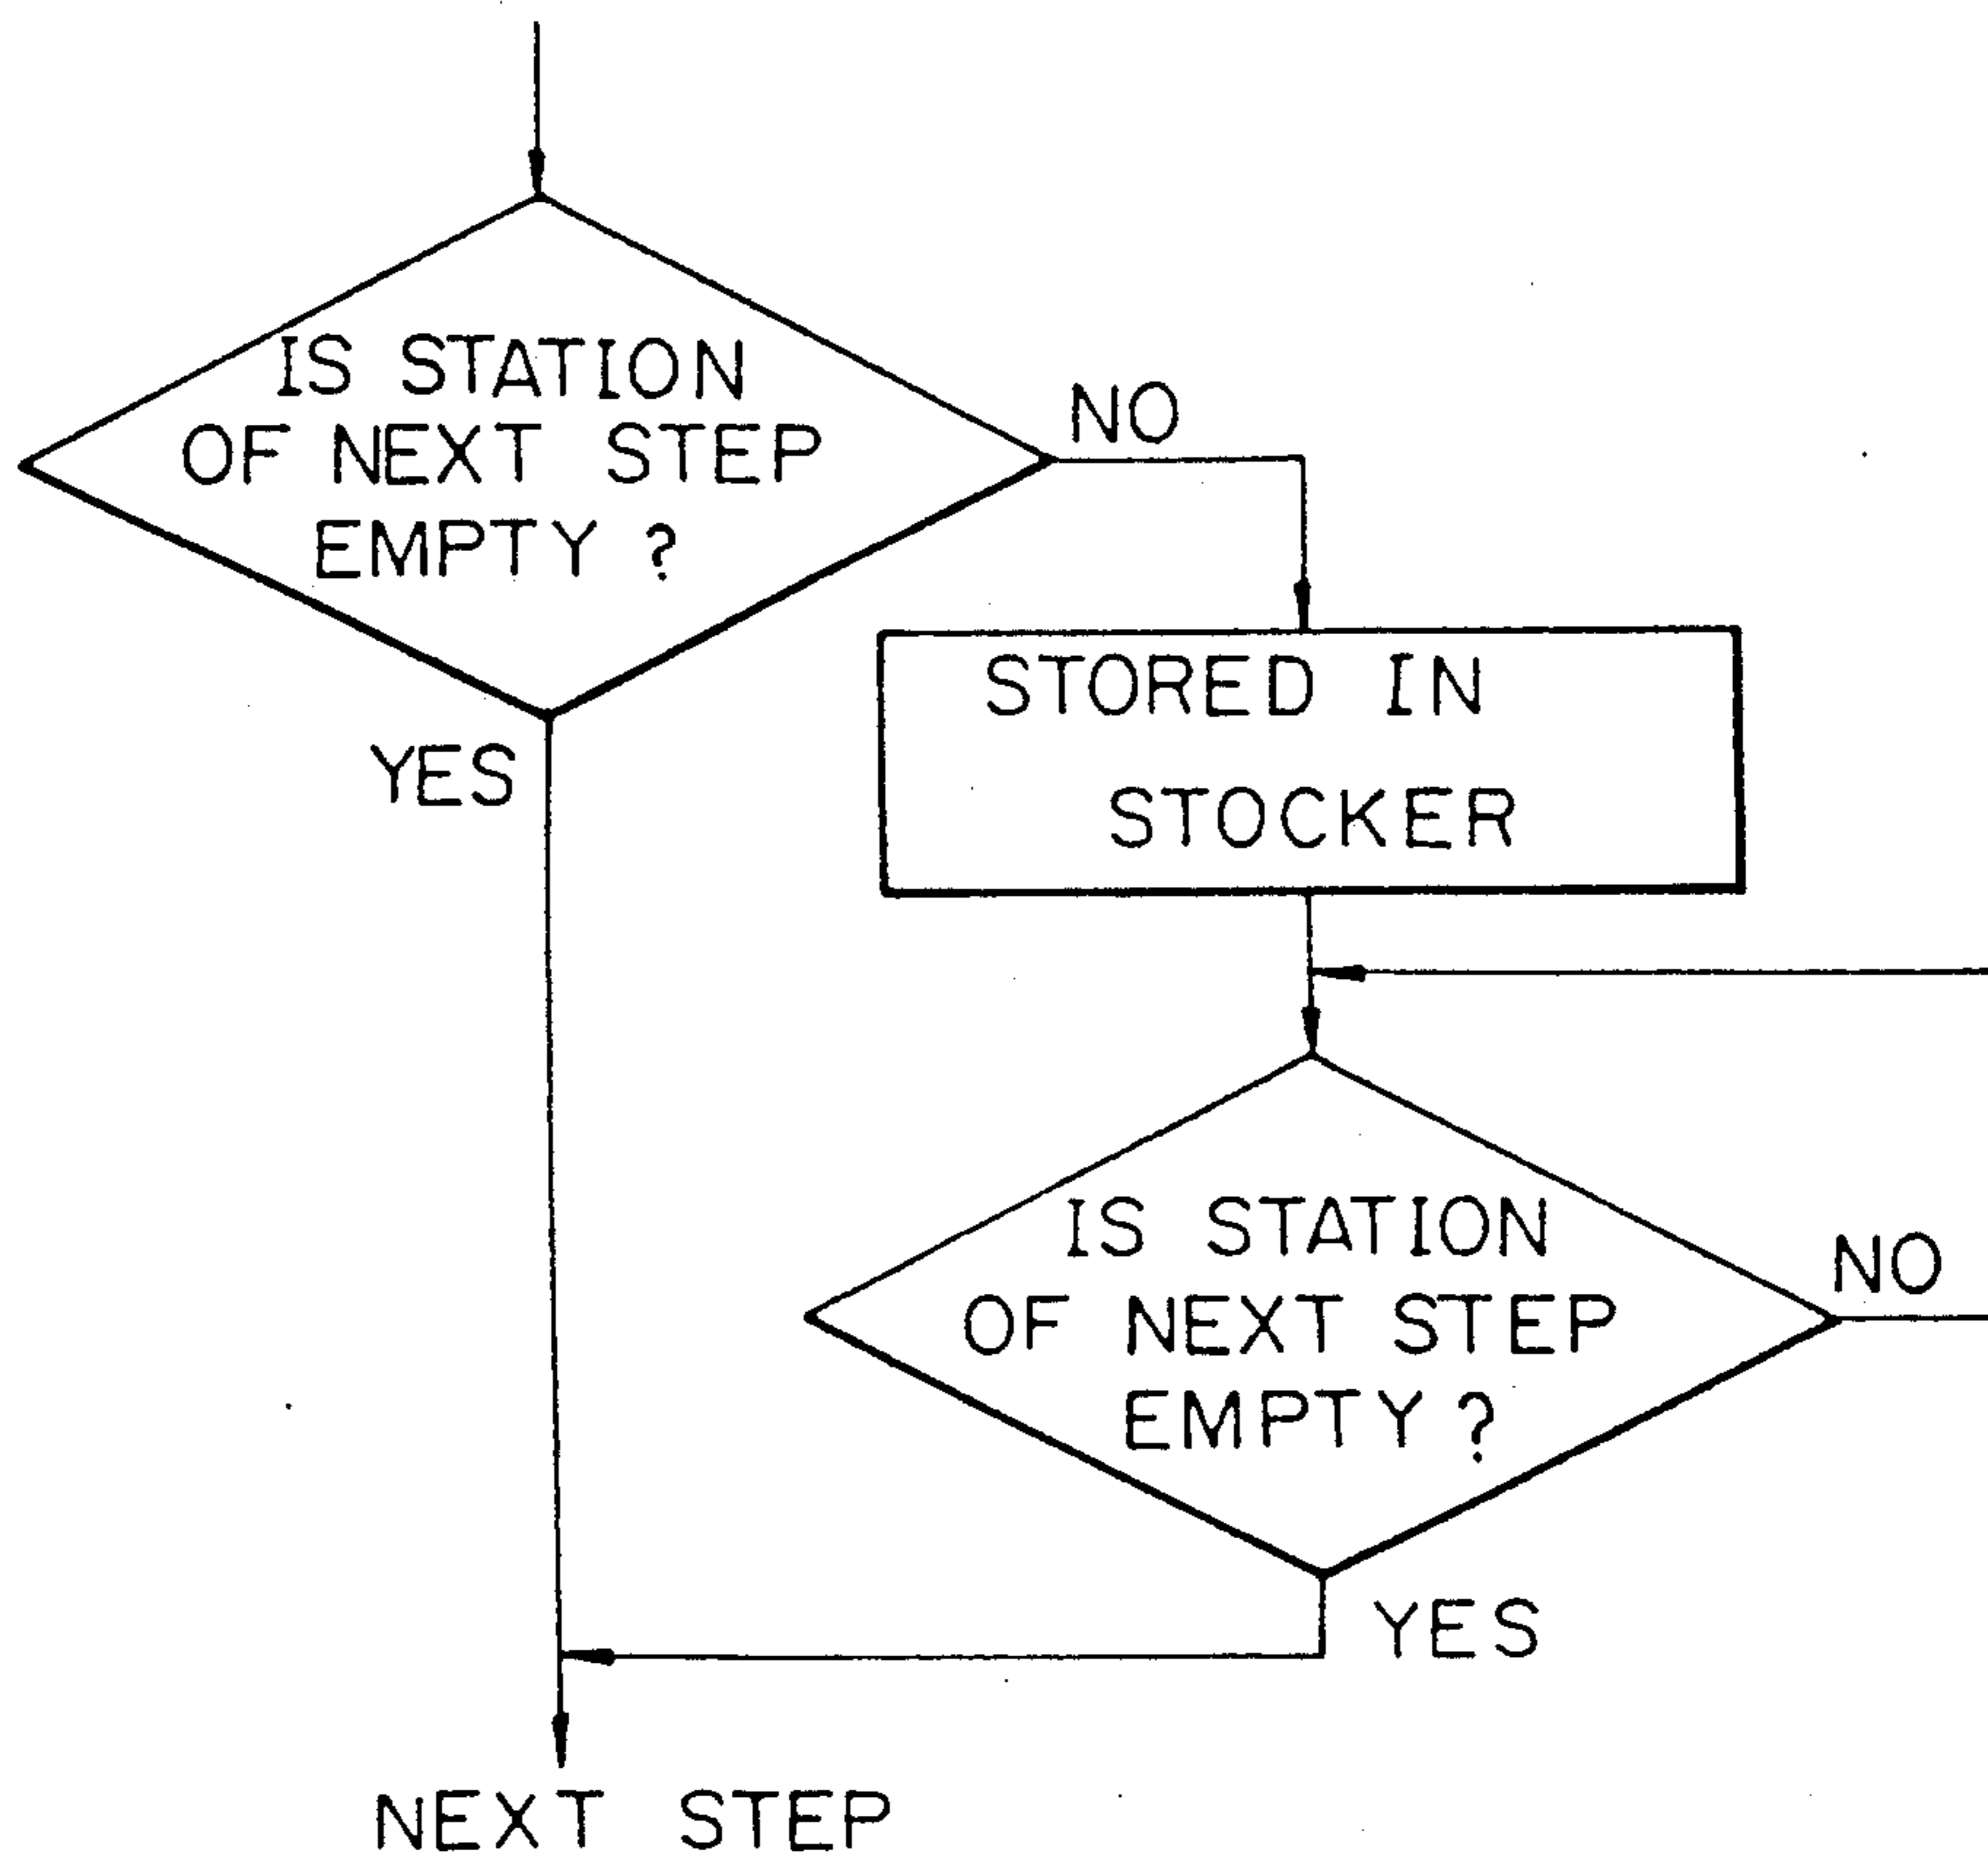 IS STATION
OF NEXT STEP
EMPTY ?
NO
YES
STORED IN
STOCKER
IS STATION
OF NEXT STEP
EMPTY ?
NO
YES
NEXT STEP